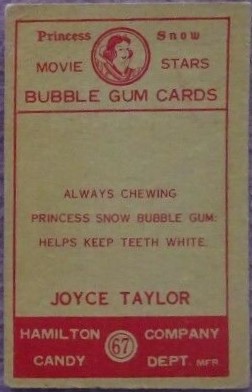 Princess Snow
MOVIE STARS
BUBBLE GUM CARDS
ALWAYS CHEWING
PRINCESS SNOW BUBBLE GUM
HELPS KEEP TEETH WHITE.
JOYCE TAYLOR
HAMILTON 67 COMPANY
CANDY DEPT. MFR.